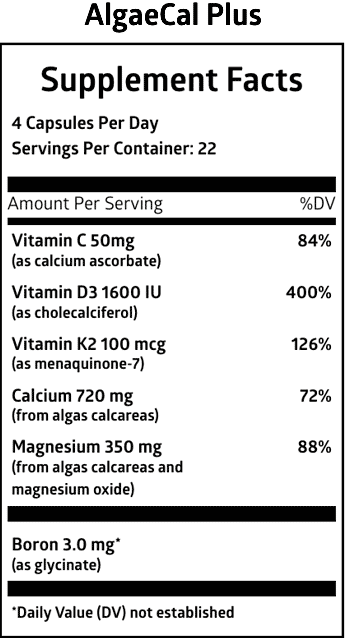 AlgaeCal Plus
Supplement Facts
4 Capsules Per Day
Servings Per Container: 22
Amount Per Serving %DV
Vitamin C 50mg 84%
(as calcium ascorbate)
Vitamin D3 1600 IU 400%
(as cholecalciferol)
Vitamin K2 100 mcg 126%
(as menaquinone-7)
Calcium 720 mg 72%
(from algas calcareas)
Magnesium 350 mg 88%
(from algas calcareas and
magnesium oxide)
Boron 3.0 mg*
(as glycinate)
*Daily Value (DV) not established